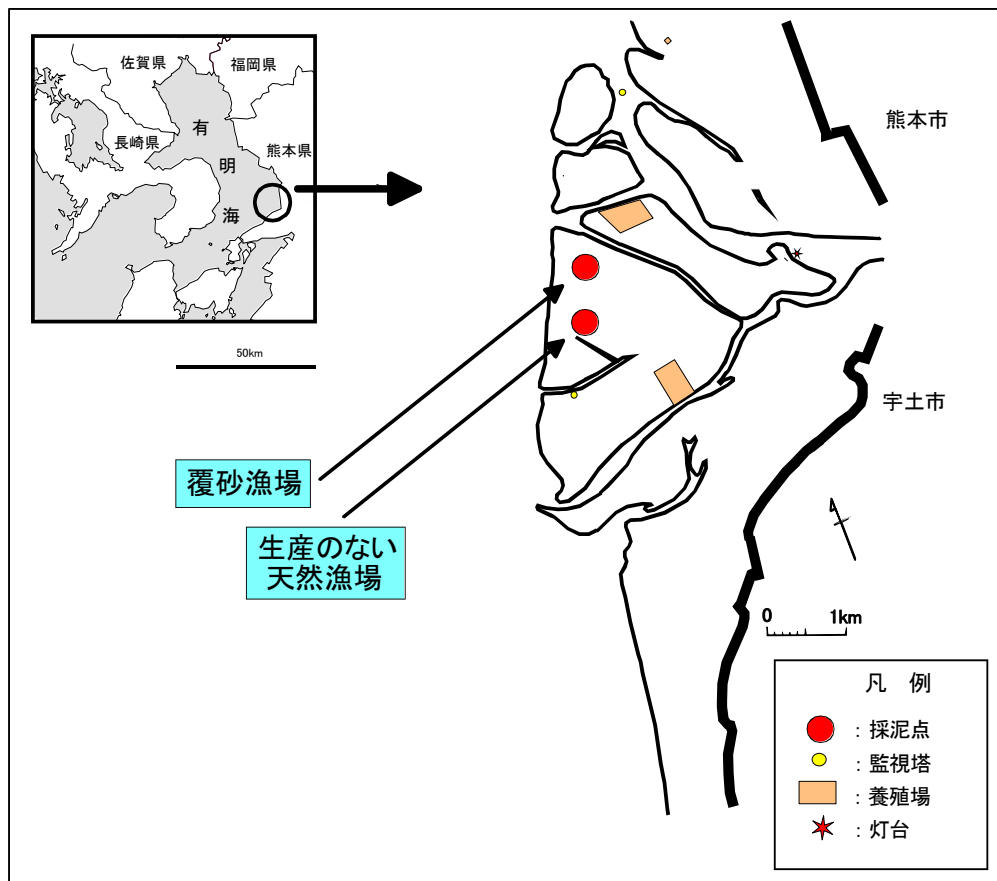 佐賀県
福岡県
長崎県
有
明
海
熊本県
50km
熊本市
宇土市
覆砂漁場
生産のない
天然漁場
0 1km
凡 例
：採泥点
：監視塔
：養殖場
：灯台